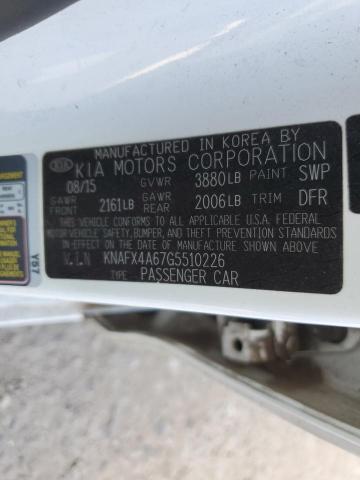 MANUFACTURED IN KOREA BY
KIA KIA MOTORS CORPORATION
08/15 GVWR 3880LB PAINT SWP
GAWR FRONT 2161LB GAWR REAR 2006LB TRIM DFR
THIS VEHICLE CONFORMS TO ALL APPLICABLE U.S.A. FEDERAL
MOTOR VEHICLE SAFETY, BUMPER, AND THEFT PREVENTION STANDARDS
IN EFFECT ON THE DATE OF MANUFACTURE SHOWN ABOVE.
V.I.N KNAFX4A67G5510226
TYPE PASSENGER CAR
Y57